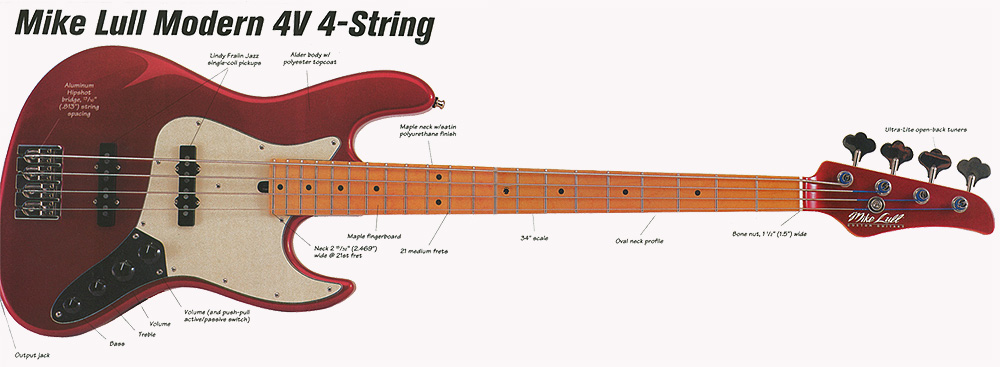 Mike Lull Modern 4V 4-String
Lindy Fralin Jazz
single-coil pickups
Alder body w/
polyester topcoat
Aluminum
Hipshot
bridge, 13/16"
(.813") string
spacing
Maple neck w/satin
polyurethane finish
Ultra-Lite open-back tuners
Mike Lull
CUSTOM GUITARS
Maple fingerboard
Neck 2 15/32" (2.469")
wide @ 21st fret
21 medium frets
34" scale
Oval neck profile
Bone nut, 1 1/2" (1.5") wide
Volume (and push-pull
active/passive switch)
Volume
Treble
Bass
Output jack